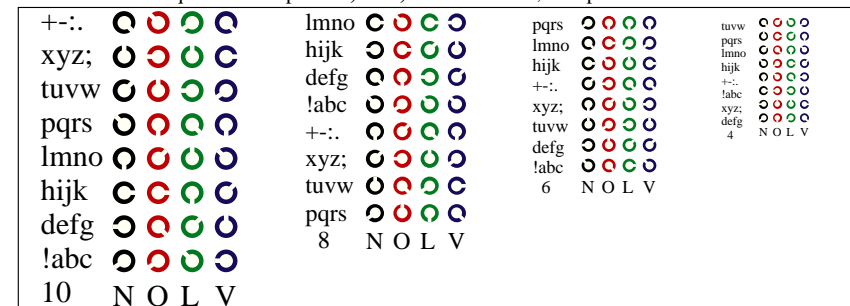 +-:.
xyz;
tuvw
pqrs
lmno
hijk
defg
!abc
10 N O L V
lmno
hijk
defg
!abc
+-:.
xyz;
tuvw
pqrs
8 N O L V
pqrs
lmno
hijk
+-:.
xyz;
tuvw
defg
!abc
6 N O L V
tuvw
pqrs
lmno
hijk
+-:.
!abc
xyz;
defg
4 N O L V